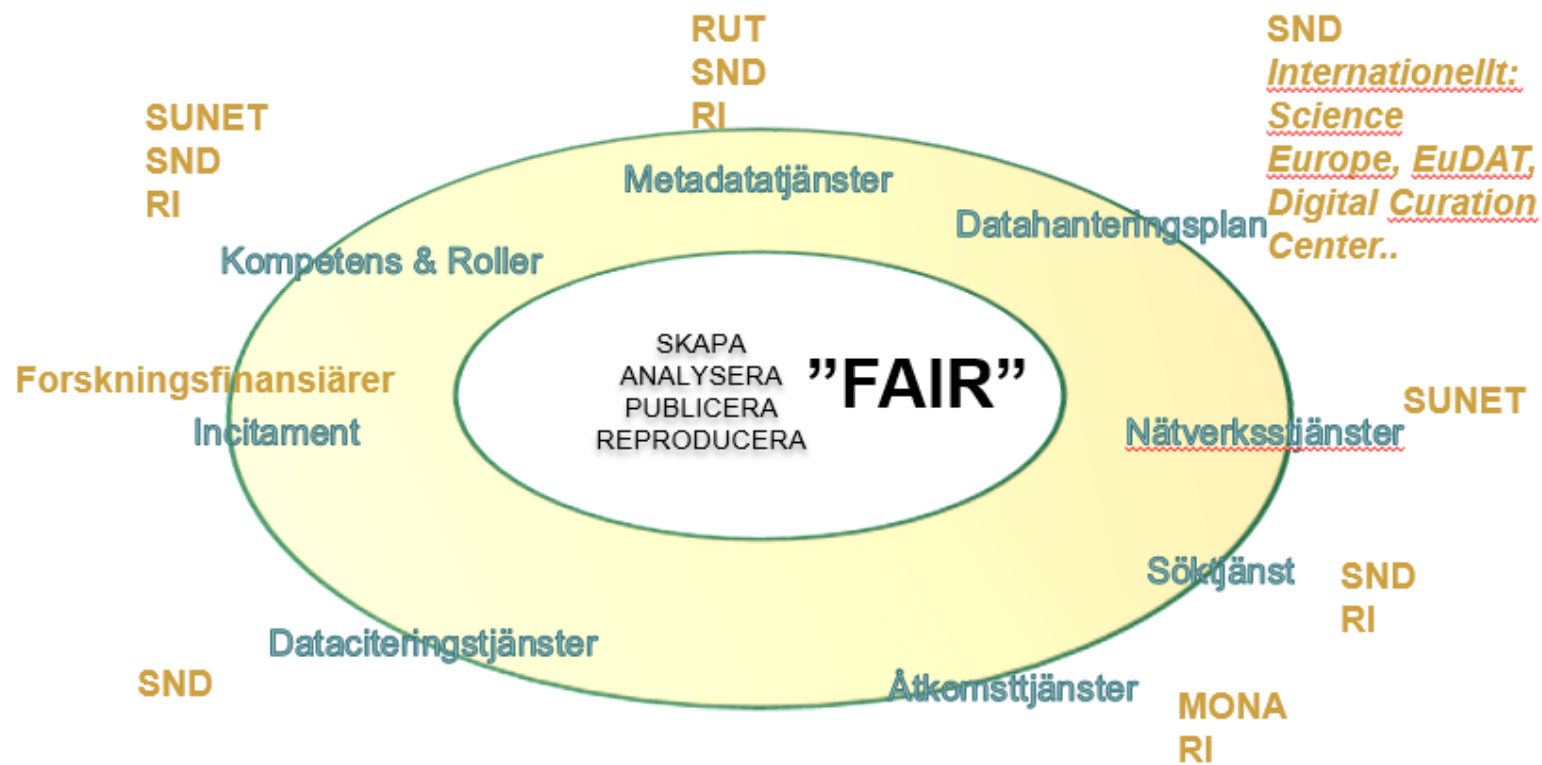 RUT
SND
RI
SND
Internationellt:
Science
Europe, EuDAT,
Digital Curation
Center..
SUNET
SND
RI
Metadatatjänster
Datahanteringsplan
Kompetens & Roller
SKAPA
ANALYSERA
PUBLICERA
REPRODUCERA
”FAIR”
Forskningsfinansiärer
Incitament
SUNET
Nätverksstjänster
Söktjänst
SND
RI
Dataciteringstjänster
SND
Åtkomsttjänster
MONA
RI